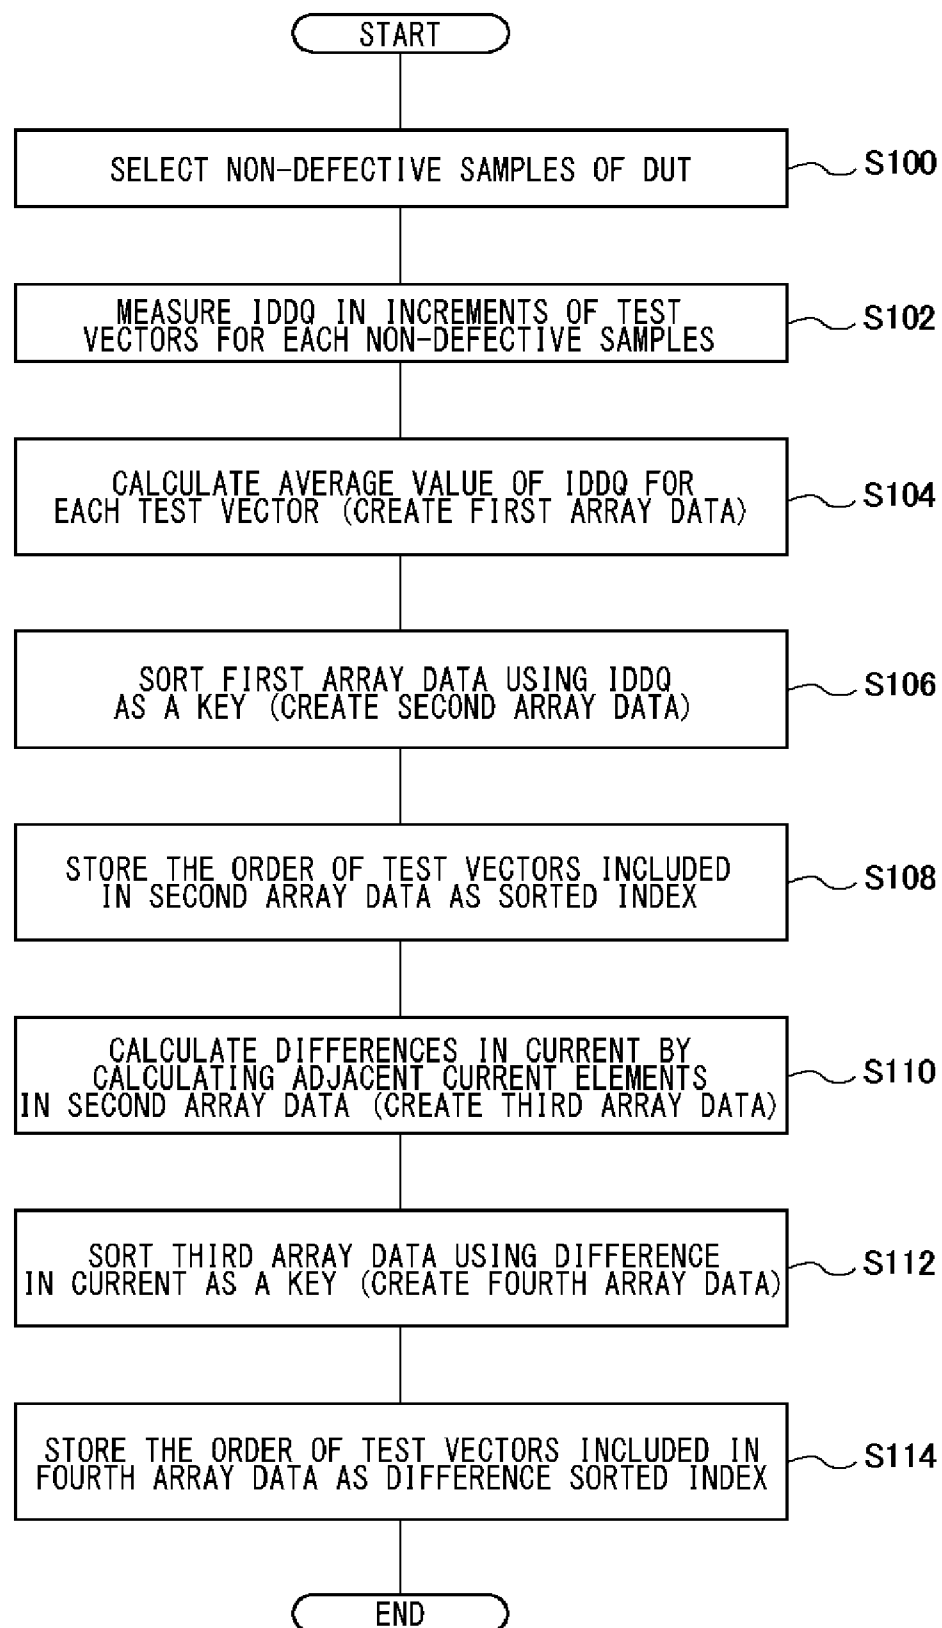 START
SELECT NON-DEFECTIVE SAMPLES OF DUT
S100
MEASURE IDDQ IN INCREMENTS OF TEST
VECTORS FOR EACH NON-DEFECTIVE SAMPLES
S102
CALCULATE AVERAGE VALUE OF IDDQ FOR
EACH TEST VECTOR (CREATE FIRST ARRAY DATA)
S104
SORT FIRST ARRAY DATA USING IDDQ
AS A KEY (CREATE SECOND ARRAY DATA)
S106
STORE THE ORDER OF TEST VECTORS INCLUDED
IN SECOND ARRAY DATA AS SORTED INDEX
S108
CALCULATE DIFFERENCES IN CURRENT BY
CALCULATING ADJACENT CURRENT ELEMENTS
IN SECOND ARRAY DATA (CREATE THIRD ARRAY DATA)
S110
SORT THIRD ARRAY DATA USING DIFFERENCE
IN CURRENT AS A KEY (CREATE FOURTH ARRAY DATA)
S112
STORE THE ORDER OF TEST VECTORS INCLUDED IN
FOURTH ARRAY DATA AS DIFFERENCE SORTED INDEX
S114
END